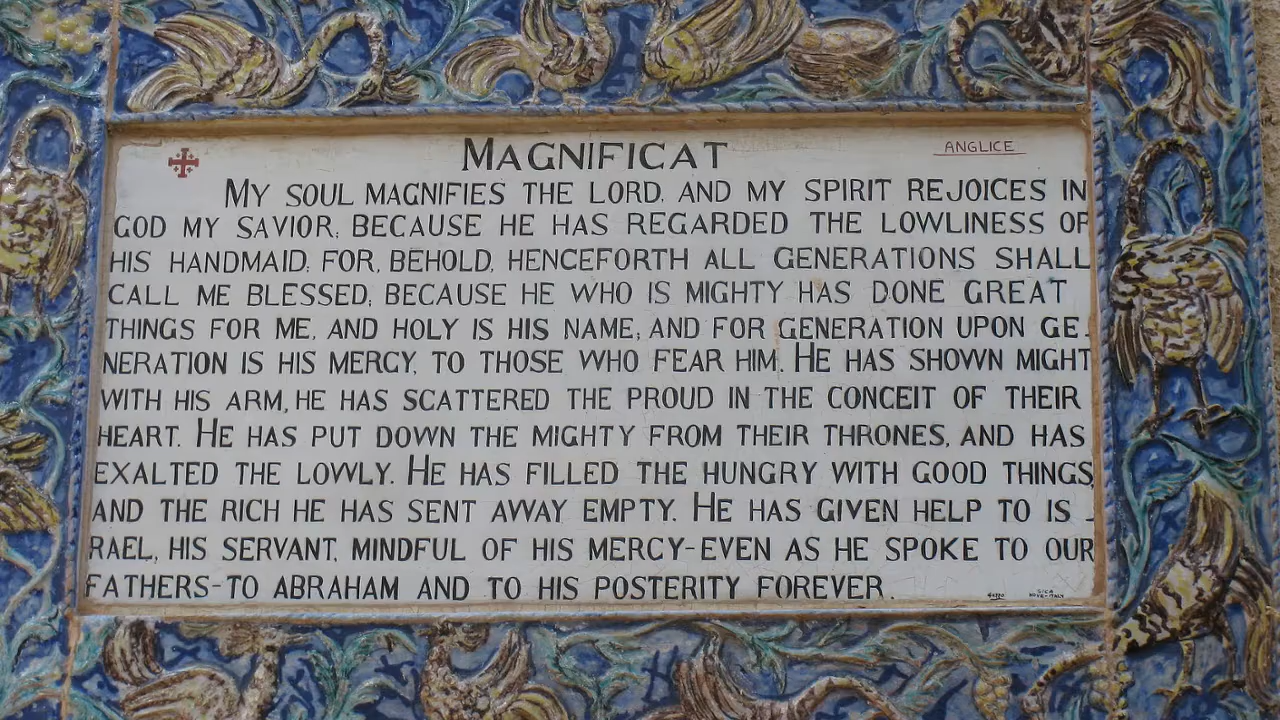 MAGNIFICAT
ANGLICE
MY SOUL MAGNIFIES THE LORD, AND MY SPIRIT REJOICES IN
GOD MY SAVIOR; BECAUSE HE HAS REGARDED THE LOWLINESS OF
HIS HANDMAID; FOR, BEHOLD, HENCEFORTH ALL GENERATIONS SHALL
CALL ME BLESSED; BECAUSE HE WHO IS MIGHTY HAS DONE GREAT
THINGS FOR ME, AND HOLY IS HIS NAME; AND FOR GENERATION UPON GE-
NERATION IS HIS MERCY, TO THOSE WHO FEAR HIM. HE HAS SHOWN MIGHT
WITH HIS ARM, HE HAS SCATTERED THE PROUD IN THE CONCEIT OF THEIR
HEART. HE HAS PUT DOWN THE MIGHTY FROM THEIR THRONES, AND HAS
EXALTED THE LOWLY. HE HAS FILLED THE HUNGRY WITH GOOD THINGS,
AND THE RICH HE HAS SENT AWAY EMPTY. HE HAS GIVEN HELP TO IS-
RAEL, HIS SERVANT, MINDFUL OF HIS MERCY-EVEN AS HE SPOKE TO OUR
FATHERS-TO ABRAHAM AND TO HIS POSTERITY FOREVER.